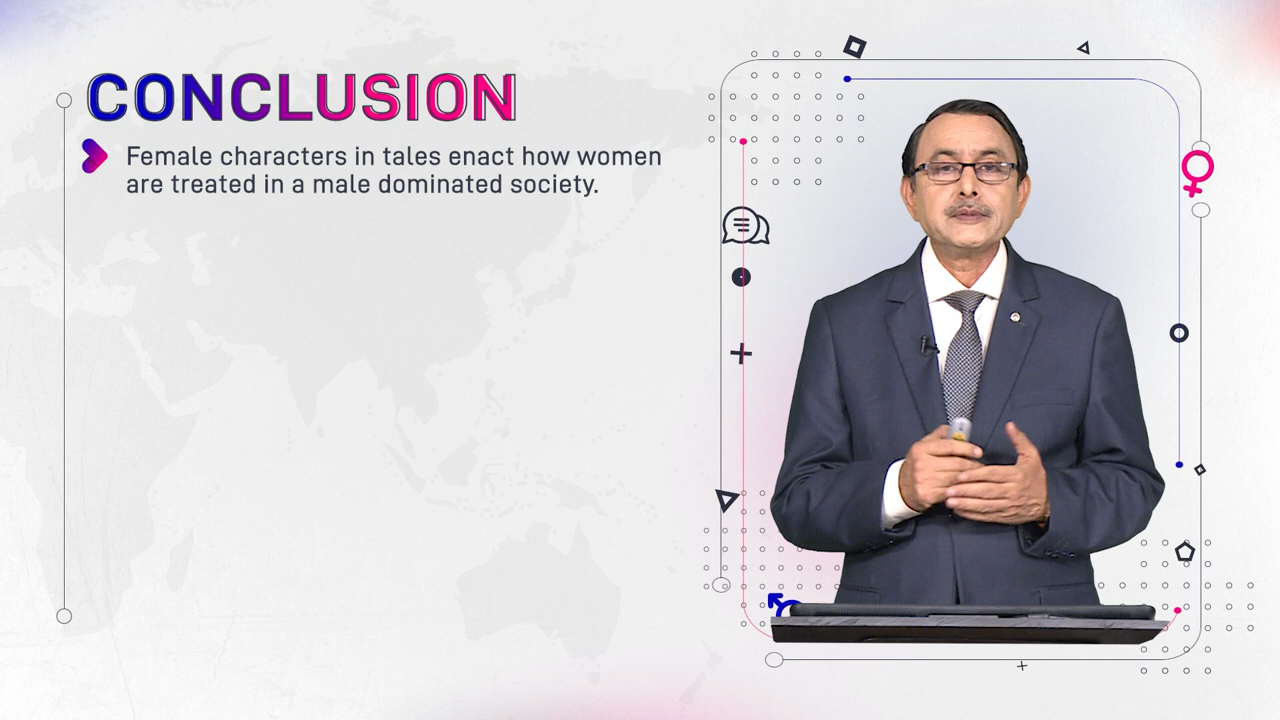 CONCLUSION
Female characters in tales enact how women
are treated in a male dominated society.